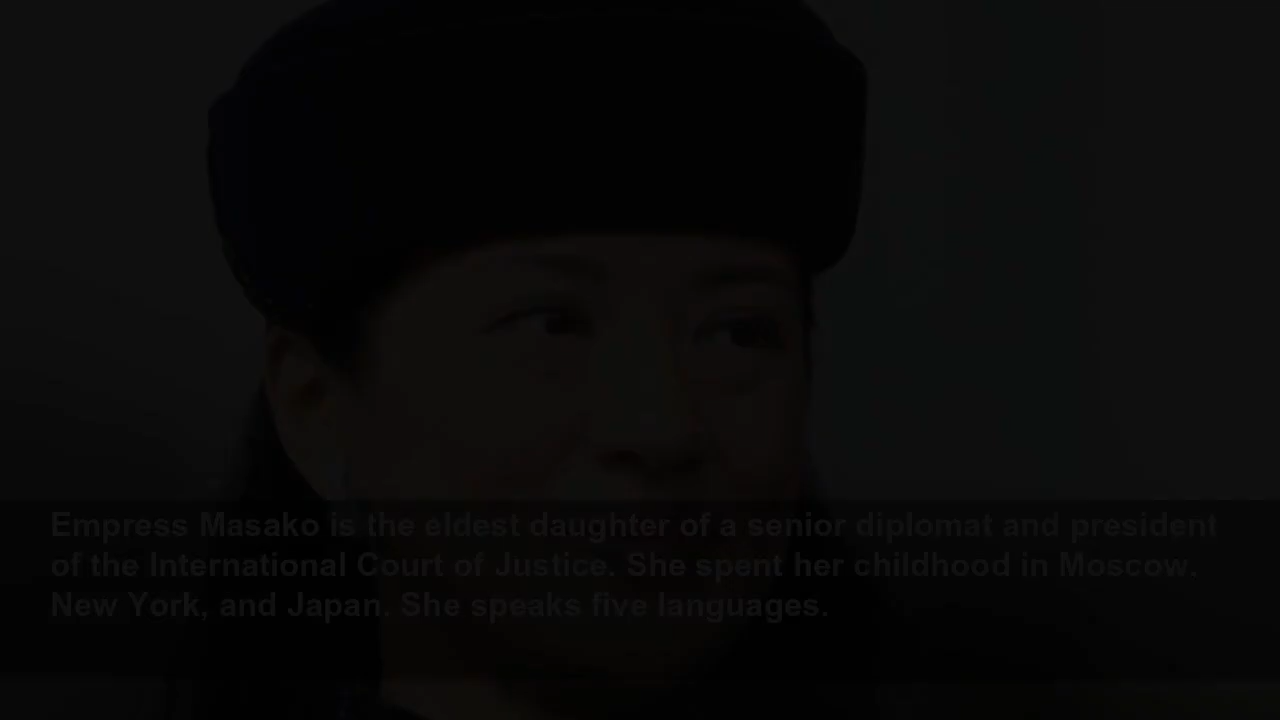 Empress Masako is the eldest daughter of a senior diplomat and president
of the International Court of Justice. She spent her childhood in Moscow.
New York, and Japan. She speaks five languages.